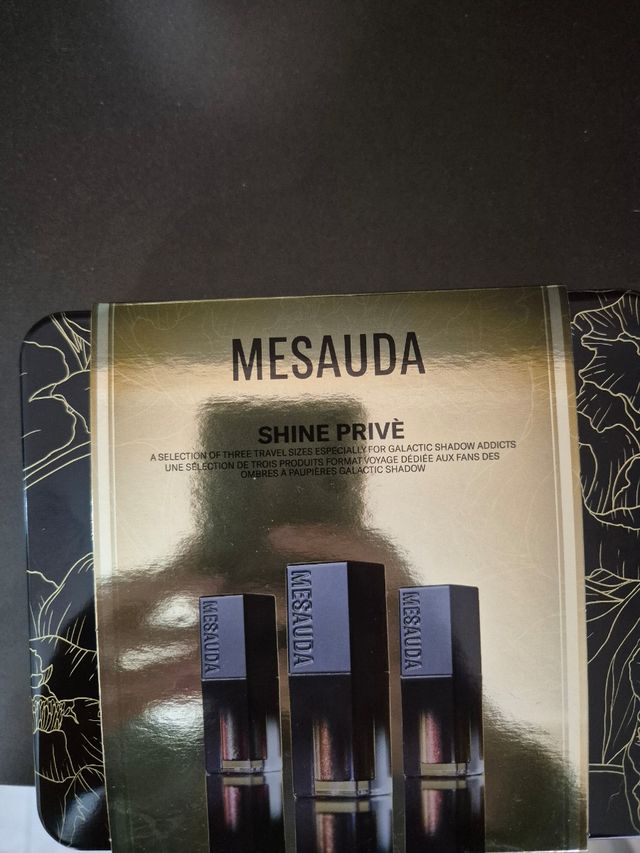 MESAUDA
SHINE PRIVÈ
A SELECTION OF THREE TRAVEL SIZES ESPECIALLY FOR GALACTIC SHADOW ADDICTS
UNE SÉLECTION DE TROIS PRODUITS FORMAT VOYAGE DÉDIÉE AUX FANS DES
OMBRES À PAUPIÈRES GALACTIC SHADOW
MESAUDA
MESAUDA
MESAUDA